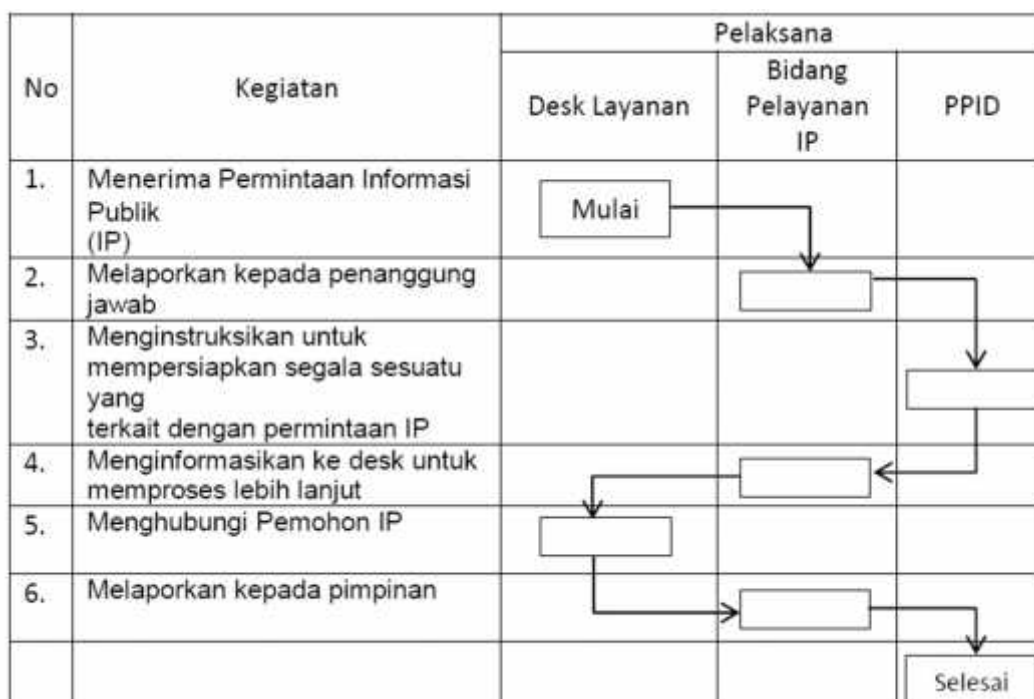 Pelaksana
No
Kegiatan
Desk Layanan
Bidang
Pelayanan
IP
PPID
1.
Menerima Permintaan Informasi
Publik
(IP)
Mulai
2.
Melaporkan kepada penanggung
jawab
3.
Menginstruksikan untuk
mempersiapkan segala sesuatu
yang
terkait dengan permintaan IP
4.
Menginformasikan ke desk untuk
memproses lebih lanjut
5.
Menghubungi Pemohon IP
6.
Melaporkan kepada pimpinan
Selesai